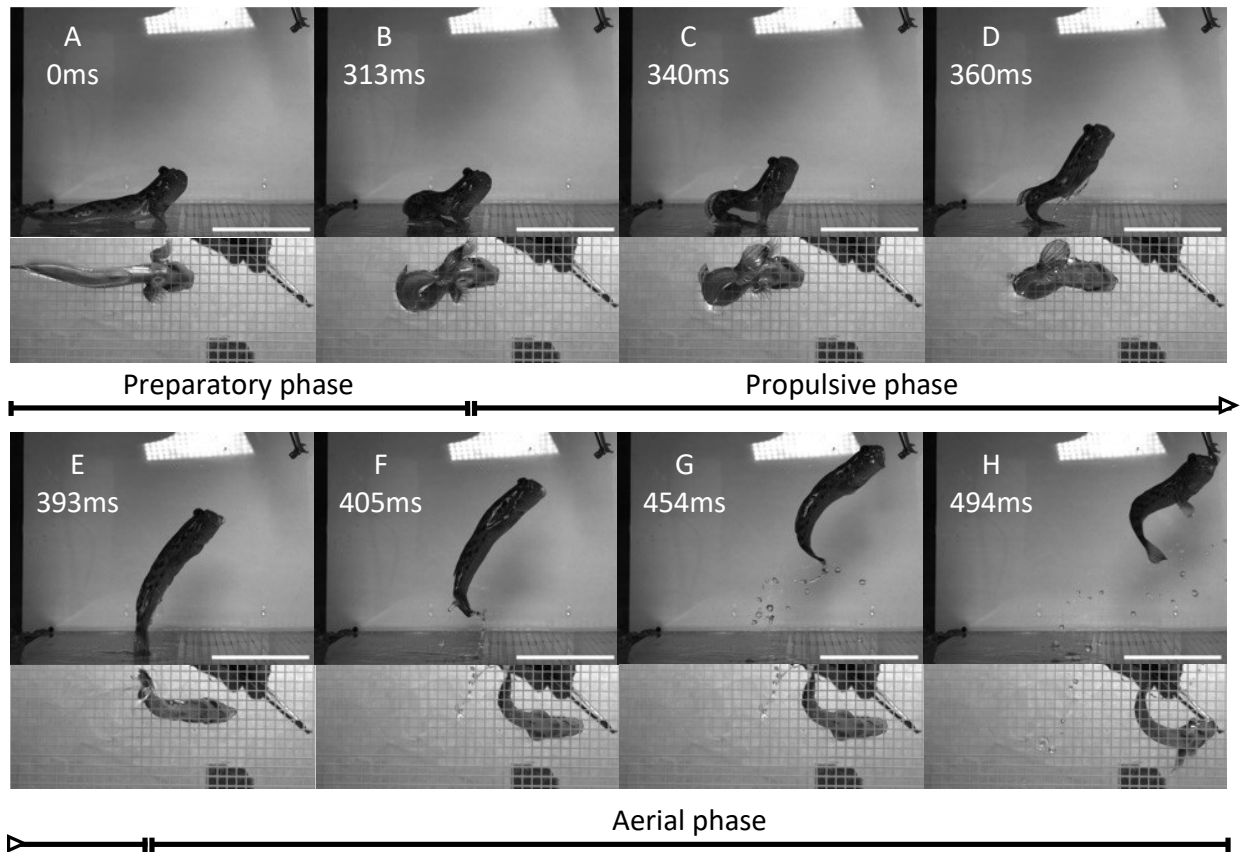 A
0ms
B
313ms
C
340ms
D
360ms
Preparatory phase
Propulsive phase
E
393ms
F
405ms
G
454ms
H
494ms
Aerial phase